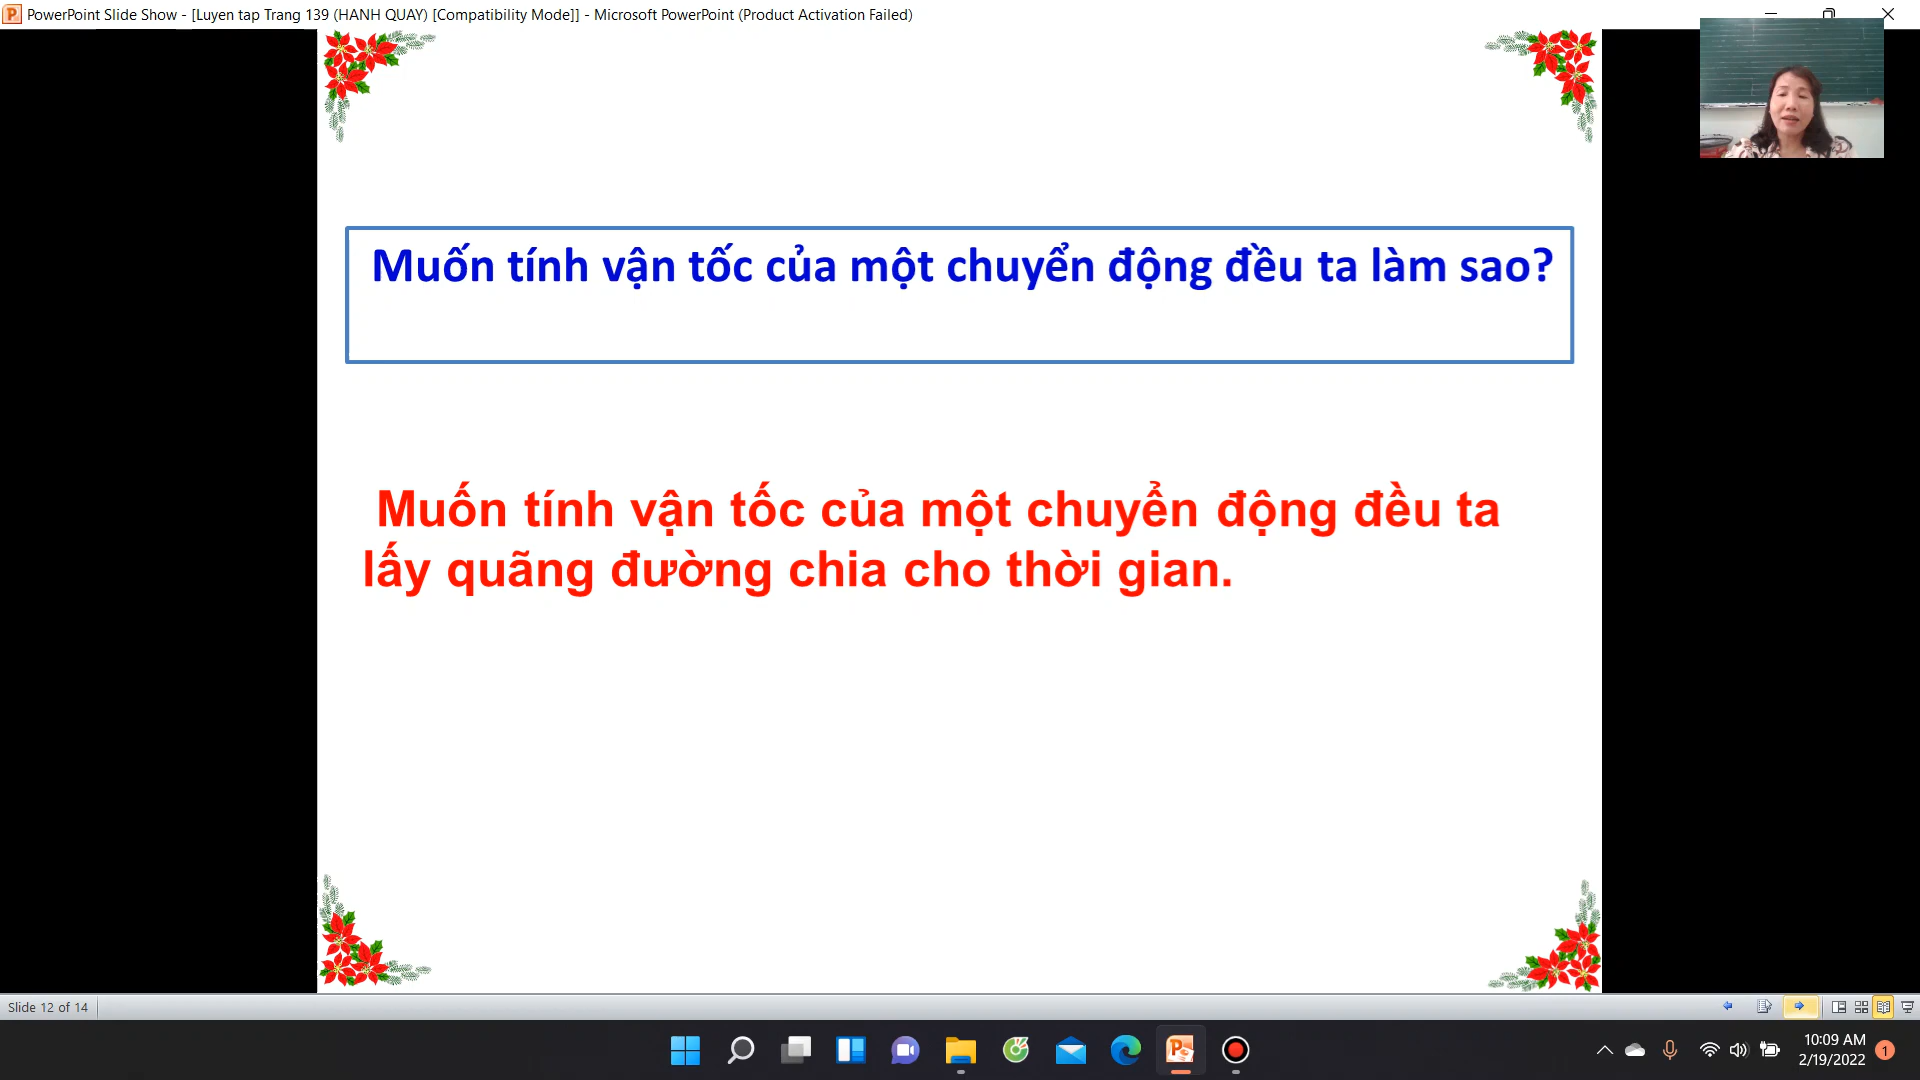 PowerPoint Slide Show - [Luyen tap Trang 139 (HANH QUAY) [Compatibility Mode]] - Microsoft PowerPoint (Product Activation Failed)
Muốn tính vận tốc của một chuyển động đều ta làm sao?
Muốn tính vận tốc của một chuyển động đều ta
lấy quãng đường chia cho thời gian.
Slide 12 of 14
10:09 AM
2/19/2022
1